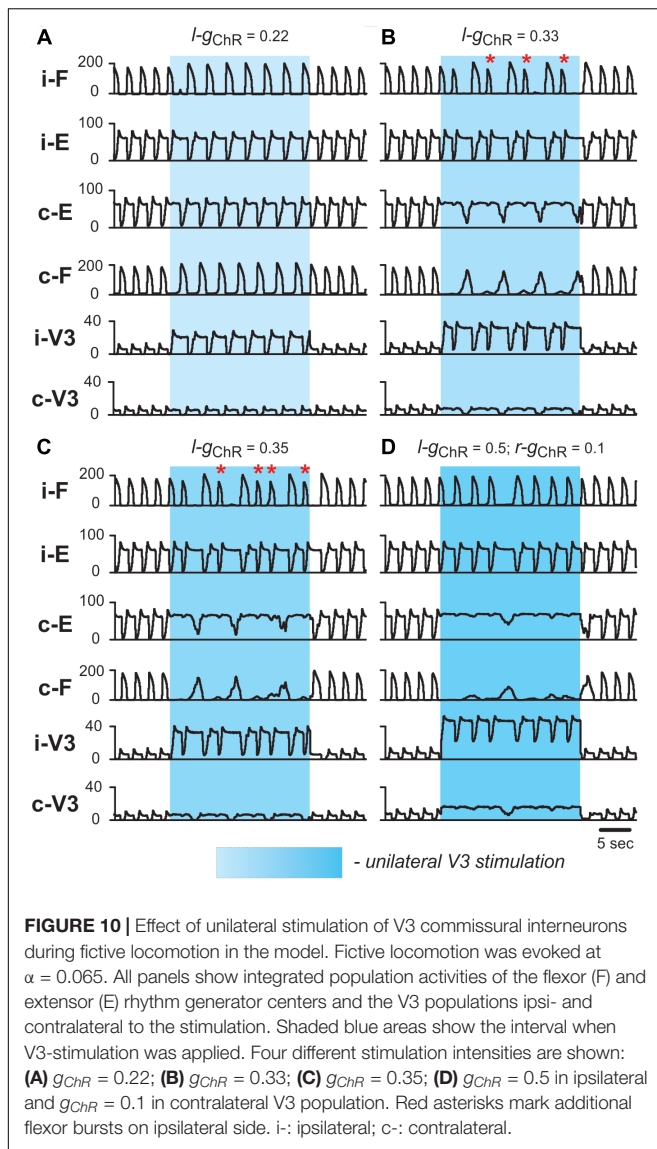 A
l-gChR = 0.22
B
l-gChR = 0.33
i-F
200
0
* * *
i-E
100
0
c-E
100
0
c-F
200
0
i-V3
40
0
c-V3
40
0
C
l-gChR = 0.35
D
l-gChR = 0.5; r-gChR = 0.1
i-F
200
0
* * * *
i-E
100
0
c-E
100
0
c-F
200
0
i-V3
40
0
c-V3
40
0
5 sec
- unilateral V3 stimulation
FIGURE 10 | Effect of unilateral stimulation of V3 commissural interneurons
during fictive locomotion in the model. Fictive locomotion was evoked at
α = 0.065. All panels show integrated population activities of the flexor (F) and
extensor (E) rhythm generator centers and the V3 populations ipsi- and
contralateral to the stimulation. Shaded blue areas show the interval when
V3-stimulation was applied. Four different stimulation intensities are shown:
(A) gChR = 0.22; (B) gChR = 0.33; (C) gChR = 0.35; (D) gChR = 0.5 in ipsilateral
and gChR = 0.1 in contralateral V3 population. Red asterisks mark additional
flexor bursts on ipsilateral side. i-: ipsilateral; c-: contralateral.